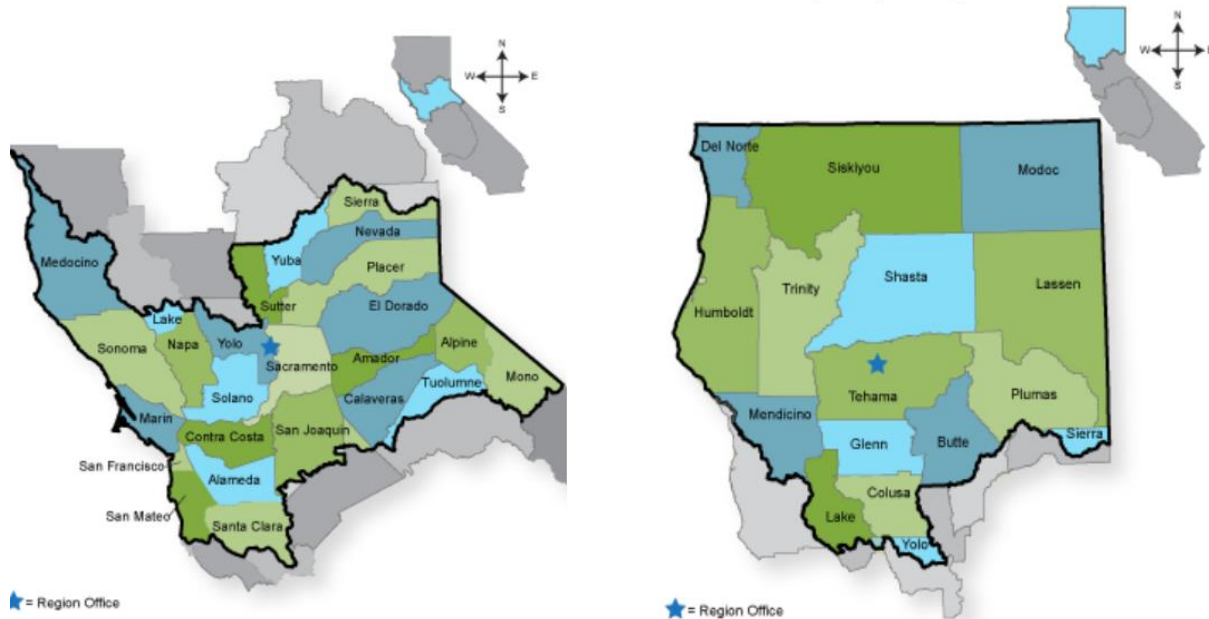 N
W E
S
Sierra
Nevada
Yuba
Placer
Medocino
El Dorado
Sutter
Lake
Yolo
Napa
Sonoma
Sacramento
Amador
Alpine
Mono
Tuolumne
Solano
Calaveras
Marin
Contra Costa
San Joaquin
San Francisco
Alameda
San Mateo
Santa Clara
= Region Office
N
W
S
Del Norte
Siskiyou
Modoc
Shasta
Lassen
Trinity
Humboldt
Tehama
Plumas
Mendicino
Glenn
Butte
Sierra
Colusa
Lake
Yolo
= Region Office